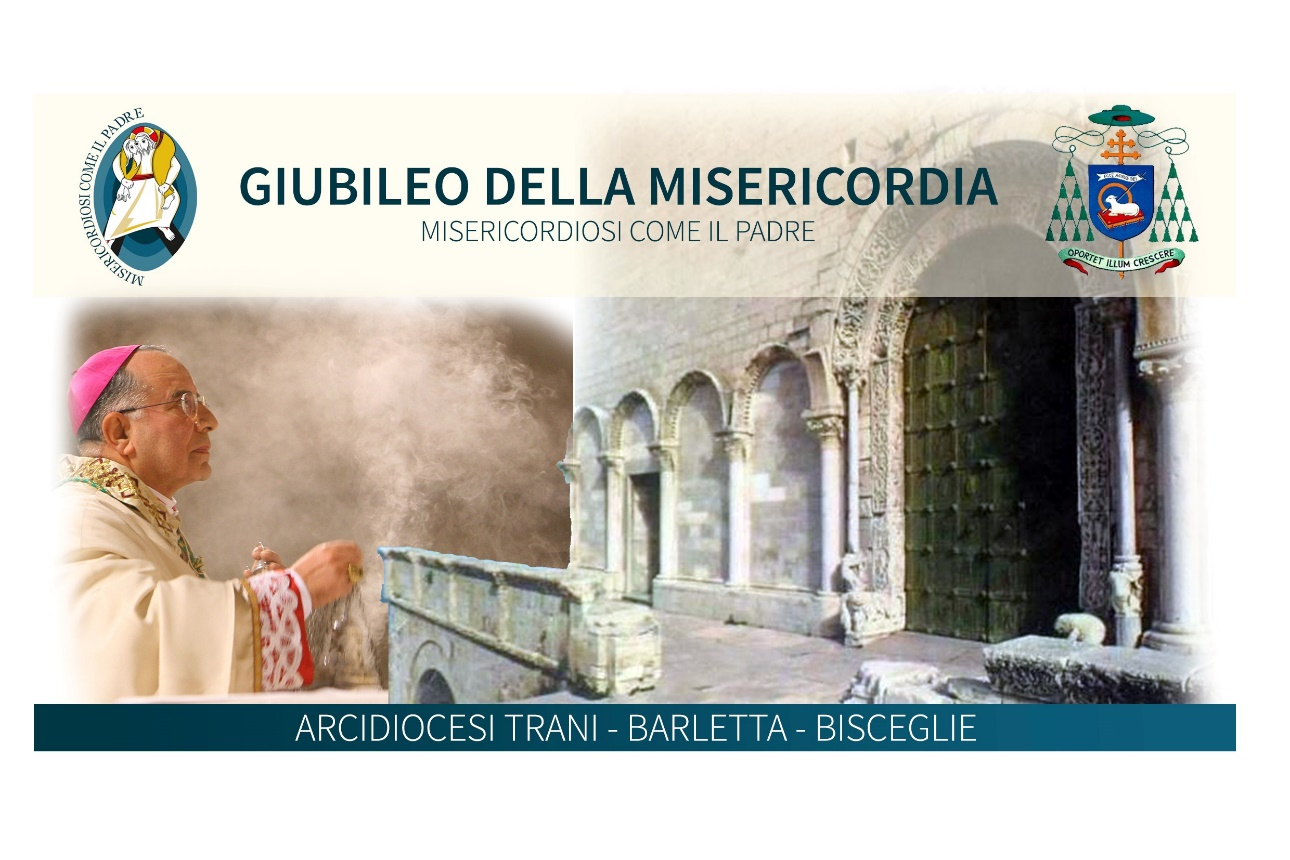 MISERICORDIOSI COME IL PADRE
GIUBILEO DELLA MISERICORDIA
MISERICORDIOSI COME IL PADRE
OPORTET ILLUM CRESCERE
ARCIDIOCESI TRANI - BARLETTA - BISCEGLIE